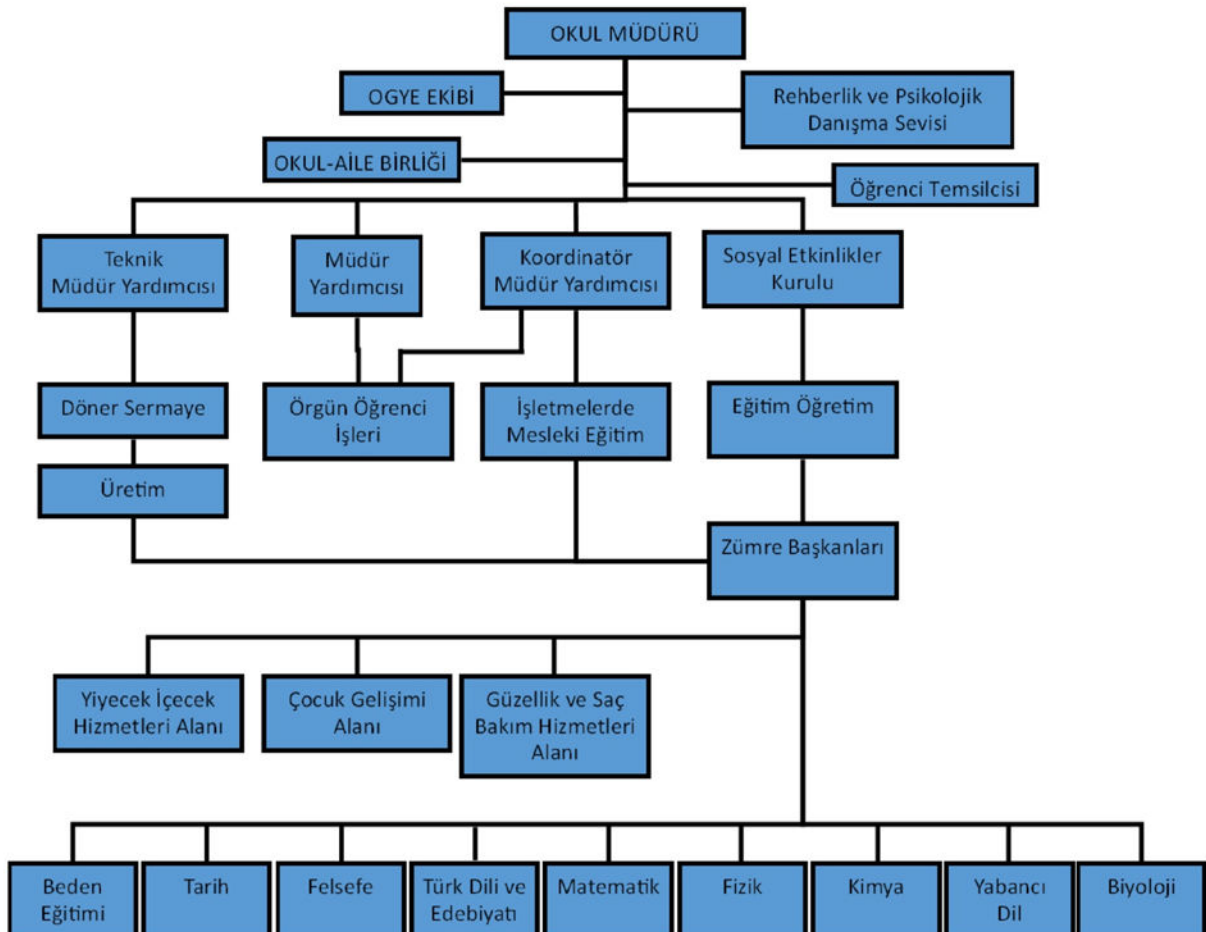 OKUL MÜDÜRÜ
OGYE EKİBİ
Rehberlik ve Psikolojik
Danışma Sevisi
OKUL-AİLE BİRLİĞİ
Öğrenci Temsilcisi
Teknik
Müdür Yardımcısı
Müdür
Yardımcısı
Koordinatör
Müdür Yardımcısı
Sosyal Etkinlikler
Kurulu
Döner Sermaye
Örgün Öğrenci
İşleri
İşletmelerde
Mesleki Eğitim
Eğitim Öğretim
Üretim
Zümre Başkanları
Yiyecek İçecek
Hizmetleri Alanı
Çocuk Gelişimi
Alanı
Güzellik ve Saç
Bakım Hizmetleri
Alanı
Beden
Eğitimi
Tarih
Felsefe
Türk Dili ve
Edebiyatı
Matematik
Fizik
Kimya
Yabancı
Dil
Biyoloji